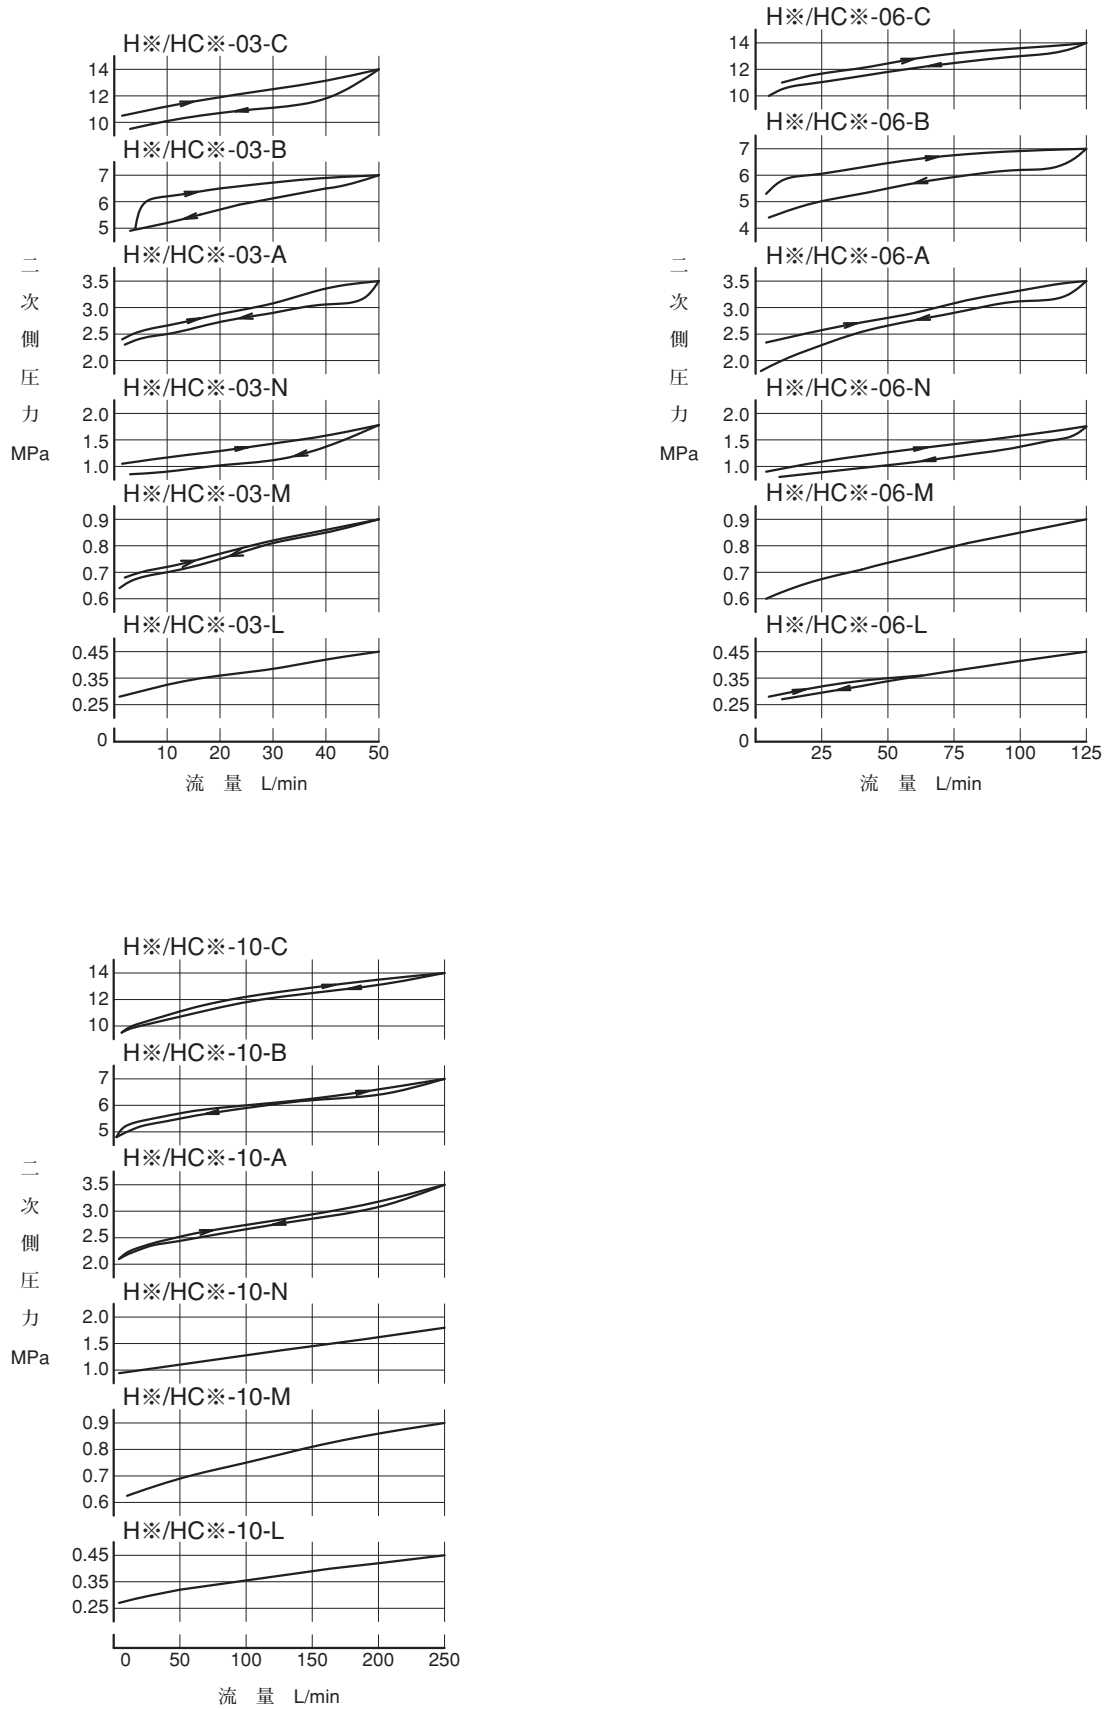 H※/HC※-03-C
14
12
10
H※/HC※-03-B
7
6
5
H※/HC※-03-A
3.5
3.0
2.5
2.0
H※/HC※-03-N
2.0
1.5
1.0
H※/HC※-03-M
0.9
0.8
0.7
0.6
H※/HC※-03-L
0.45
0.35
0.25
0
10 20 30 40 50
流 量 L/min
二次側圧力
MPa
H※/HC※-06-C
14
12
10
H※/HC※-06-B
7
6
5
4
H※/HC※-06-A
3.5
3.0
2.5
2.0
H※/HC※-06-N
2.0
1.5
1.0
H※/HC※-06-M
0.9
0.8
0.7
0.6
H※/HC※-06-L
0.45
0.35
0.25
0
25 50 75 100 125
流 量 L/min
二次側圧力
MPa
H※/HC※-10-C
14
12
10
H※/HC※-10-B
7
6
5
H※/HC※-10-A
3.5
3.0
2.5
2.0
H※/HC※-10-N
2.0
1.5
1.0
H※/HC※-10-M
0.9
0.8
0.7
0.6
H※/HC※-10-L
0.45
0.35
0.25
0 50 100 150 200 250
流 量 L/min
二次側圧力
MPa